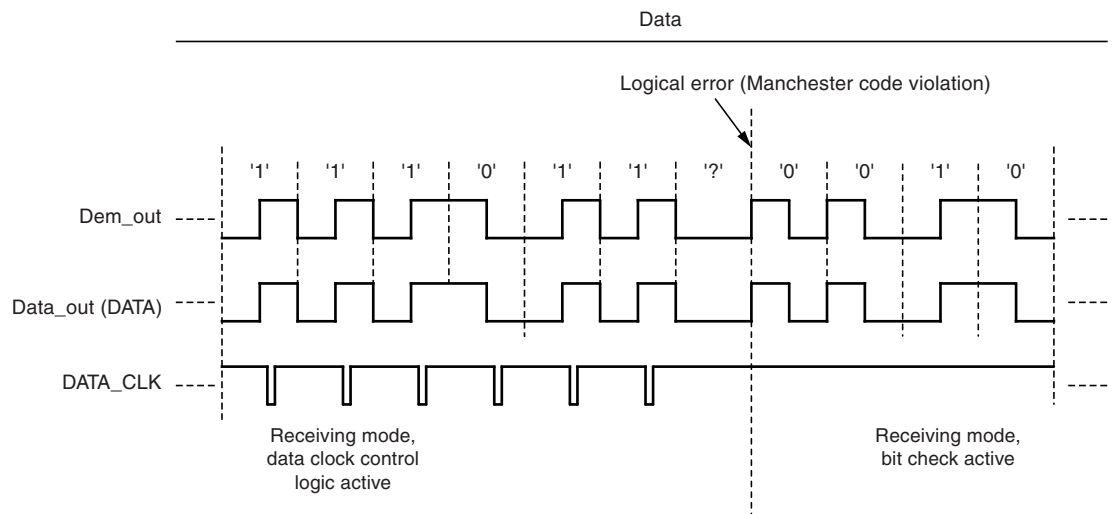 Data
Logical error (Manchester code violation)
'1' '1' '1' '0' '1' '1' '?' '0' '0' '1' '0'
Dem_out
Data_out (DATA)
DATA_CLK
Receiving mode,
data clock control
logic active
Receiving mode,
bit check active